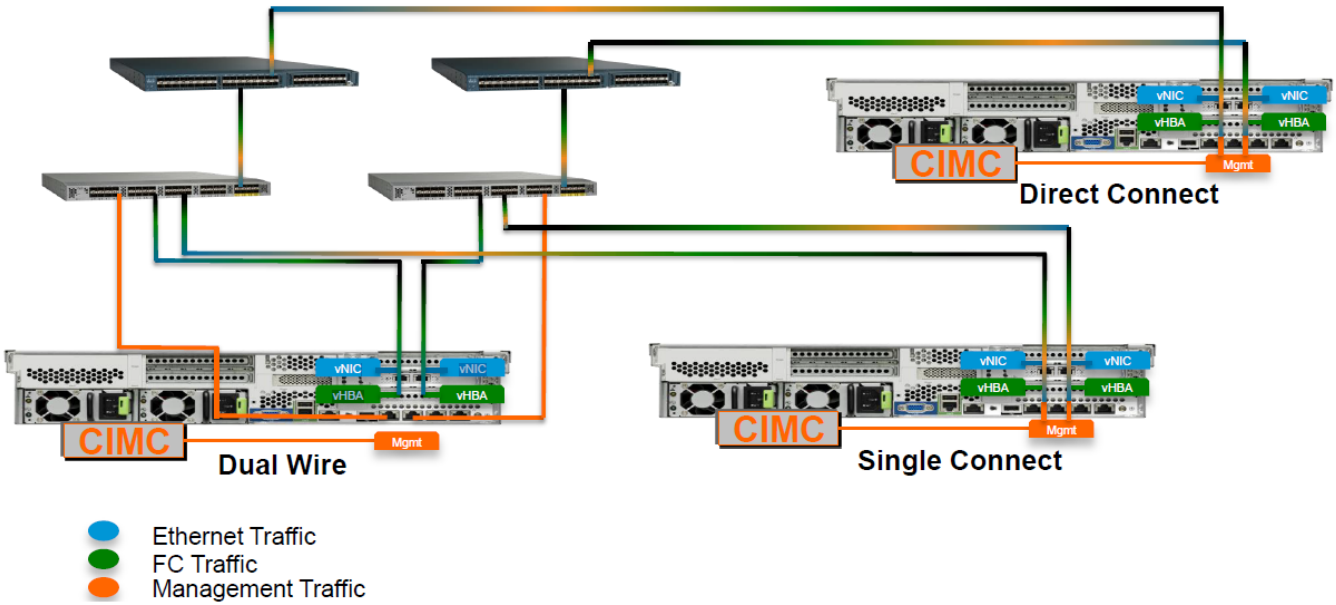 vNIC
vNIC
vHBA
vHBA
CIMC
Mgmt
Direct Connect
vNIC
vNIC
vHBA
vHBA
CIMC
Mgmt
Dual Wire
vNIC
vNIC
vHBA
vHBA
CIMC
Mgmt
Single Connect
Ethernet Traffic
FC Traffic
Management Traffic